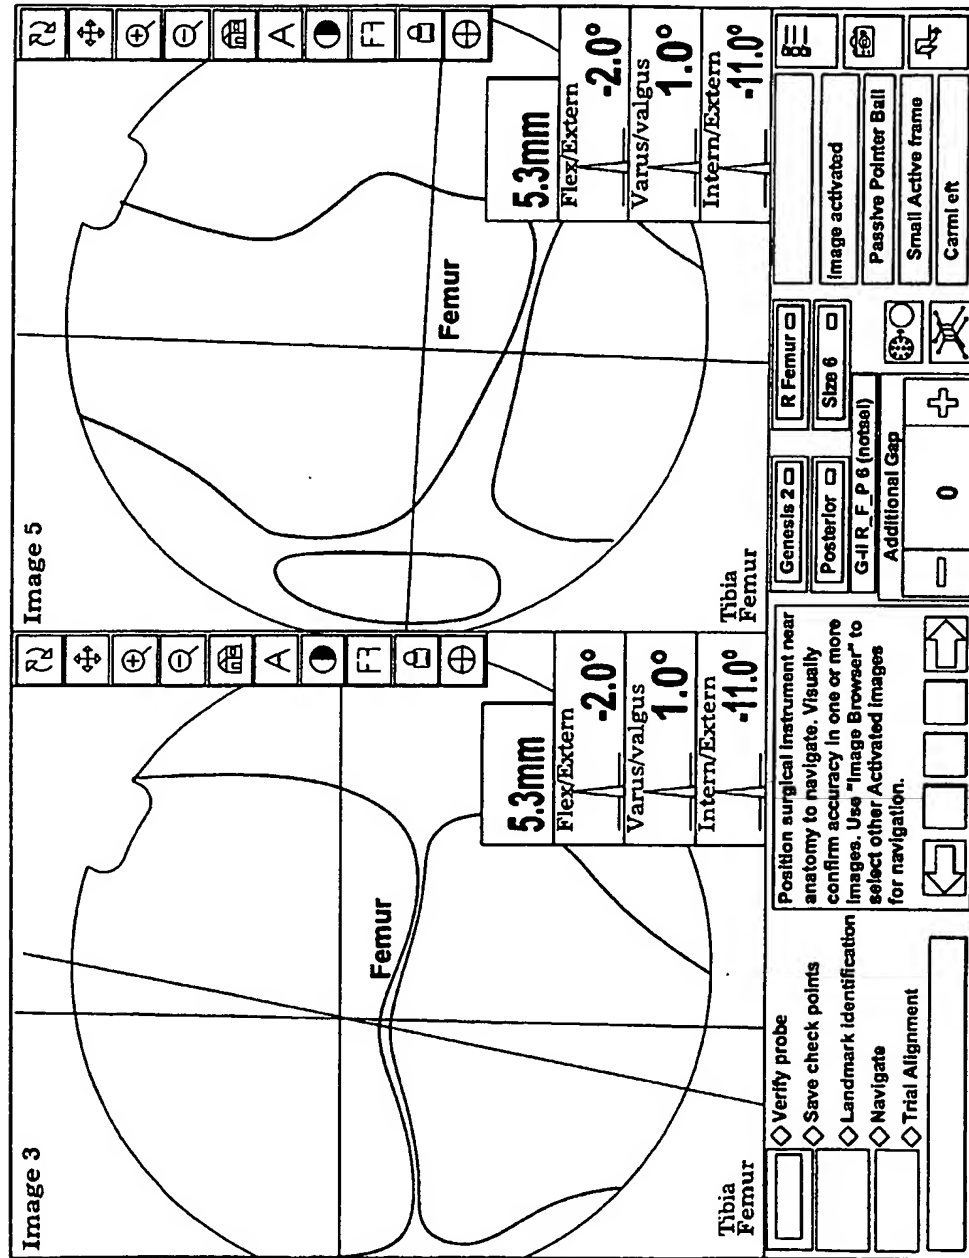 Image 3
Femur
5.3mm
Flex/Extern
-2.0°
Varus/valgus
1.0°
Intern/Extern
-11.0°
Tibia
Femur
Image 5
Femur
5.3mm
Flex/Extern
-2.0°
Varus/valgus
1.0°
Intern/Extern
-11.0°
Tibia
Femur
A
A
Verify probe
Save check points
Landmark identification
Navigate
Trial Alignment
Position surgical instrument near
anatomy to navigate. Visually
confirm accuracy in one or more
images. Use "Image Browser" to
select other Activated images
for navigation.
Genesis 2
R Femur
Posterior
Size 6
G-II R_F_P 6 (notsel)
Additional Gap
0
Image activated
Passive Pointer Ball
Small Active frame
Carml eft